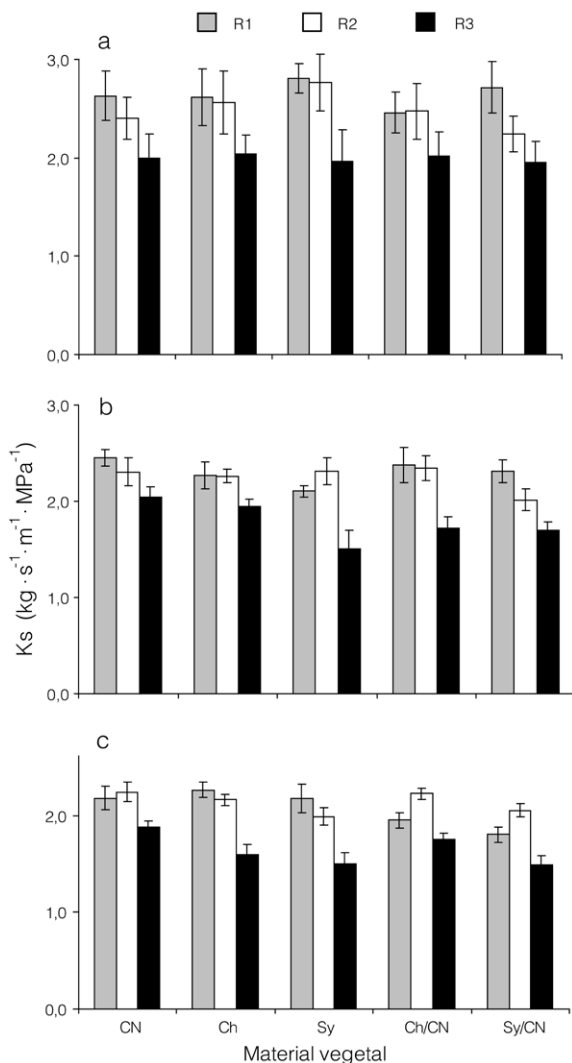 R1 R2 R3
a
3,0
2,0
1,0
0,0
b
3,0
2,0
1,0
0,0
Ks (kg · s⁻¹ · m⁻¹ · MPa⁻¹)
c
2,0
1,0
0,0
CN Ch Sy Ch/CN Sy/CN
Material vegetal